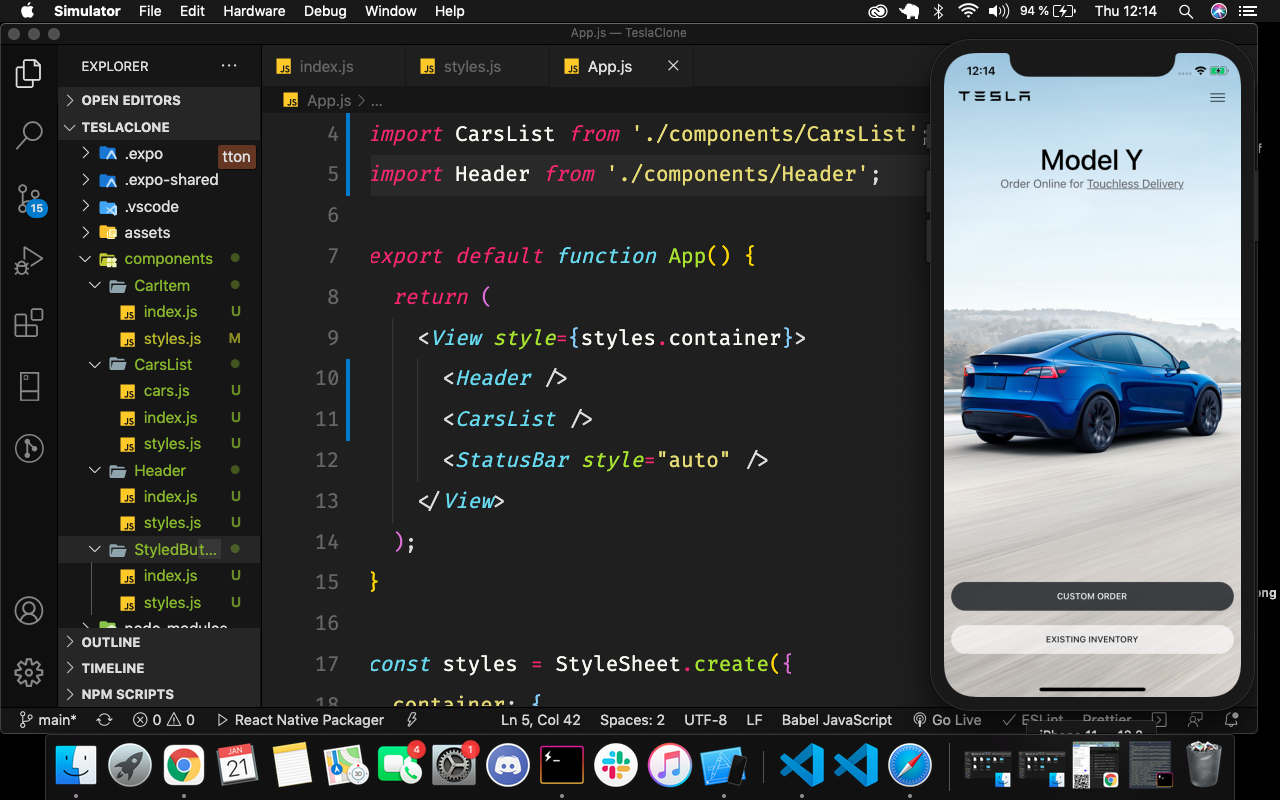 Simulator File Edit Hardware Debug Window Help 94 % Thu 12:14
App.js — TeslaClone
EXPLORER
OPEN EDITORS
TESLACLONE
.expo
tton
.expo-shared
.vscode
assets
components
CarItem
index.js U
styles.js M
CarsList
cars.js U
index.js U
styles.js U
Header
index.js U
styles.js U
StyledBut...
index.js U
styles.js U
node_modules
OUTLINE
TIMELINE
NPM SCRIPTS
15
JS index.js JS styles.js JS App.js
JS App.js > ...
4 import CarsList from './components/CarsList';
5 import Header from './components/Header';
6
7 export default function App() {
8 return (
9 <View style={styles.container}>
10 <Header />
11 <CarsList />
12 <StatusBar style="auto" />
13 </View>
14 );
15 }
16
17 const styles = StyleSheet.create({
18 container: {
12:14
TESLA
Model Y
Order Online for Touchless Delivery
CUSTOM ORDER
EXISTING INVENTORY
main* 0 0 React Native Packager Ln 5, Col 42 Spaces: 2 UTF-8 LF Babel JavaScript Go Live ESLint Prettier
JAN
21
4
1